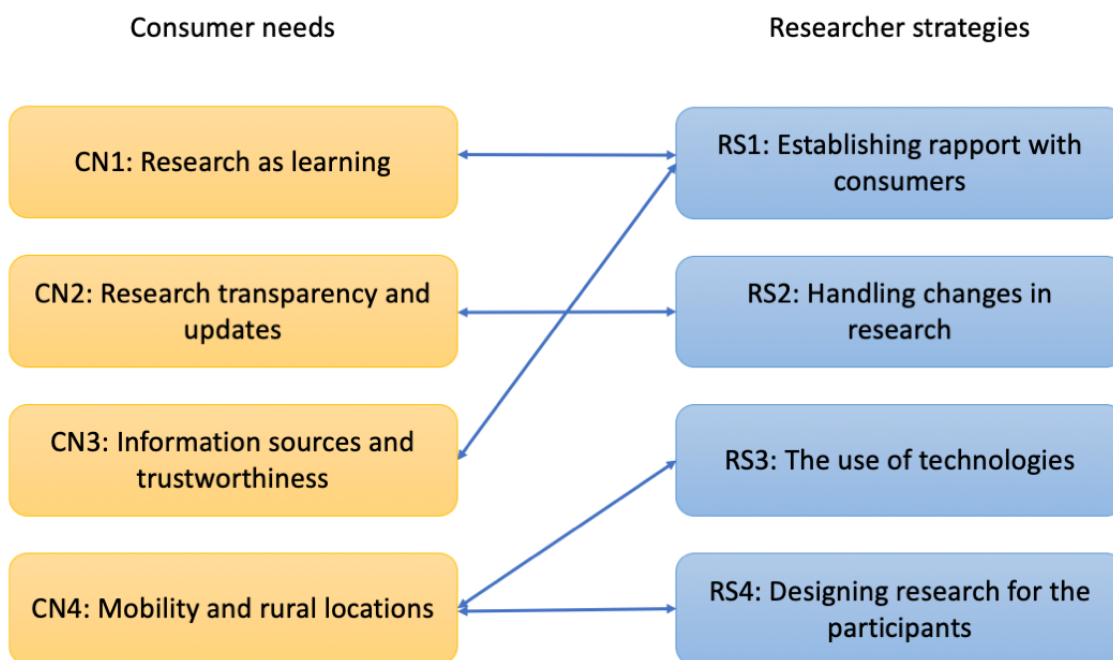 Consumer needs
Researcher strategies
CN1: Research as learning
RS1: Establishing rapport with
consumers
CN2: Research transparency and
updates
RS2: Handling changes in
research
CN3: Information sources and
trustworthiness
RS3: The use of technologies
CN4: Mobility and rural locations
RS4: Designing research for the
participants